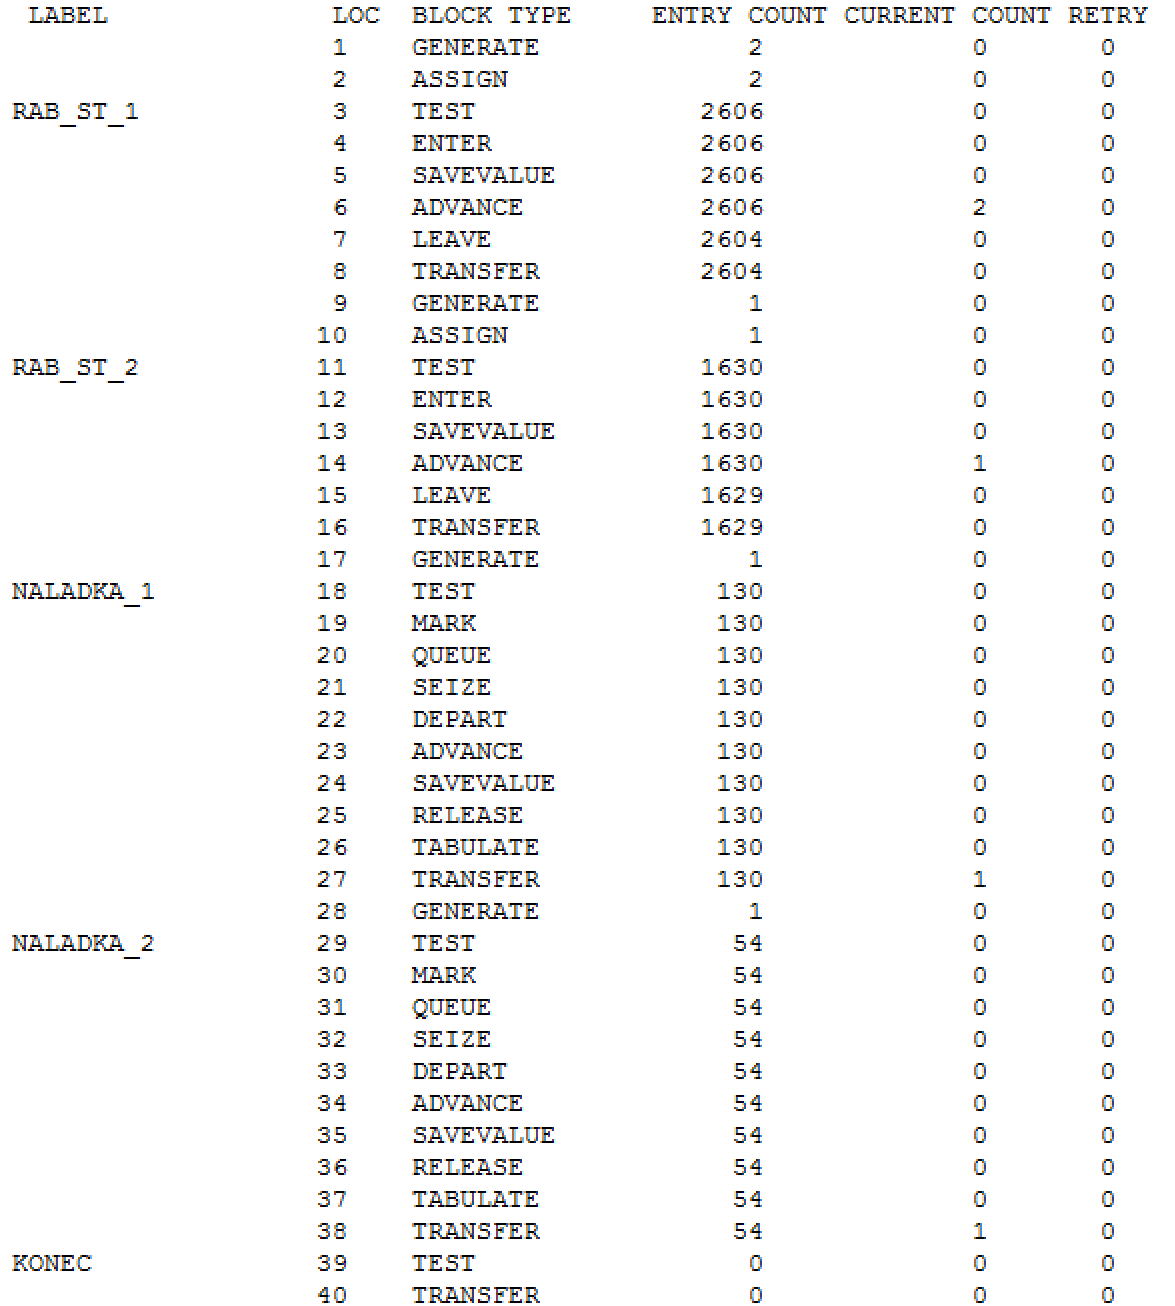 LABEL LOC BLOCK TYPE ENTRY COUNT CURRENT COUNT RETRY
1 GENERATE 2 0 0
2 ASSIGN 2 0 0
RAB_ST_1 3 TEST 2606 0 0
4 ENTER 2606 0 0
5 SAVEVALUE 2606 0 0
6 ADVANCE 2606 2 0
7 LEAVE 2604 0 0
8 TRANSFER 2604 0 0
9 GENERATE 1 0 0
10 ASSIGN 1 0 0
RAB_ST_2 11 TEST 1630 0 0
12 ENTER 1630 0 0
13 SAVEVALUE 1630 0 0
14 ADVANCE 1630 1 0
15 LEAVE 1629 0 0
16 TRANSFER 1629 0 0
17 GENERATE 1 0 0
NALADKA_1 18 TEST 130 0 0
19 MARK 130 0 0
20 QUEUE 130 0 0
21 SEIZE 130 0 0
22 DEPART 130 0 0
23 ADVANCE 130 0 0
24 SAVEVALUE 130 0 0
25 RELEASE 130 0 0
26 TABULATE 130 0 0
27 TRANSFER 130 1 0
28 GENERATE 1 0 0
NALADKA_2 29 TEST 54 0 0
30 MARK 54 0 0
31 QUEUE 54 0 0
32 SEIZE 54 0 0
33 DEPART 54 0 0
34 ADVANCE 54 0 0
35 SAVEVALUE 54 0 0
36 RELEASE 54 0 0
37 TABULATE 54 0 0
38 TRANSFER 54 1 0
KONEC 39 TEST 0 0 0
40 TRANSFER 0 0 0